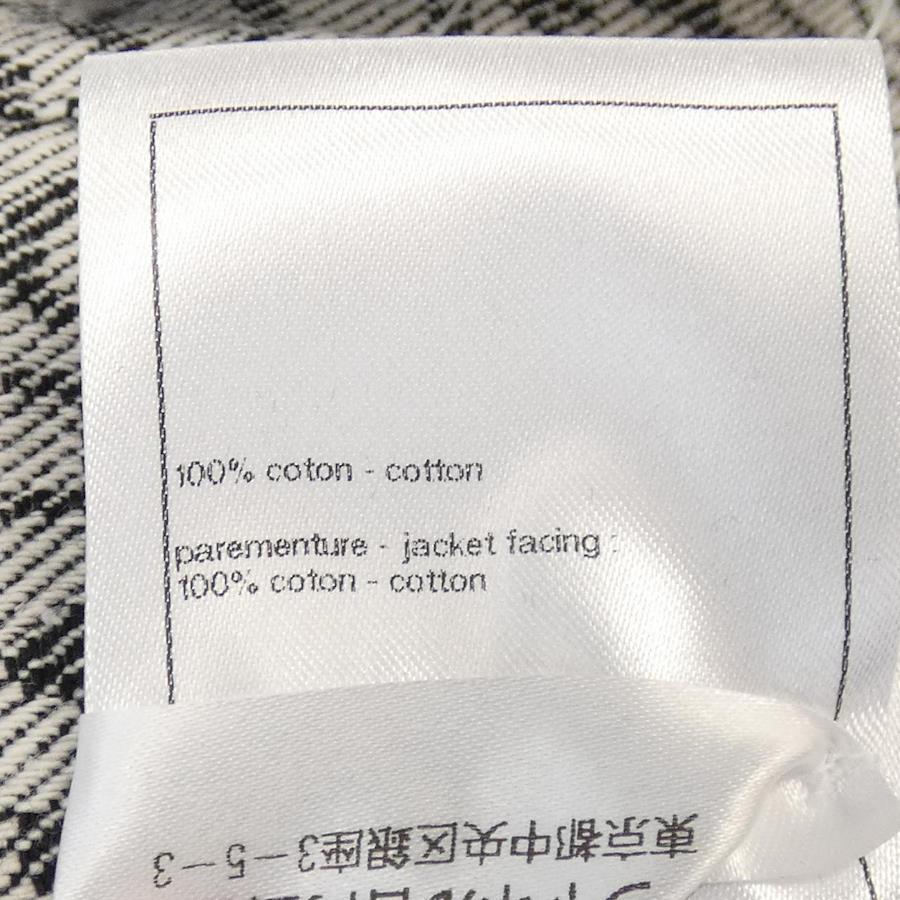 100% coton - cotton
parementure - jacket facing :
100% coton - cotton
東京都中央区銀座3-5-3